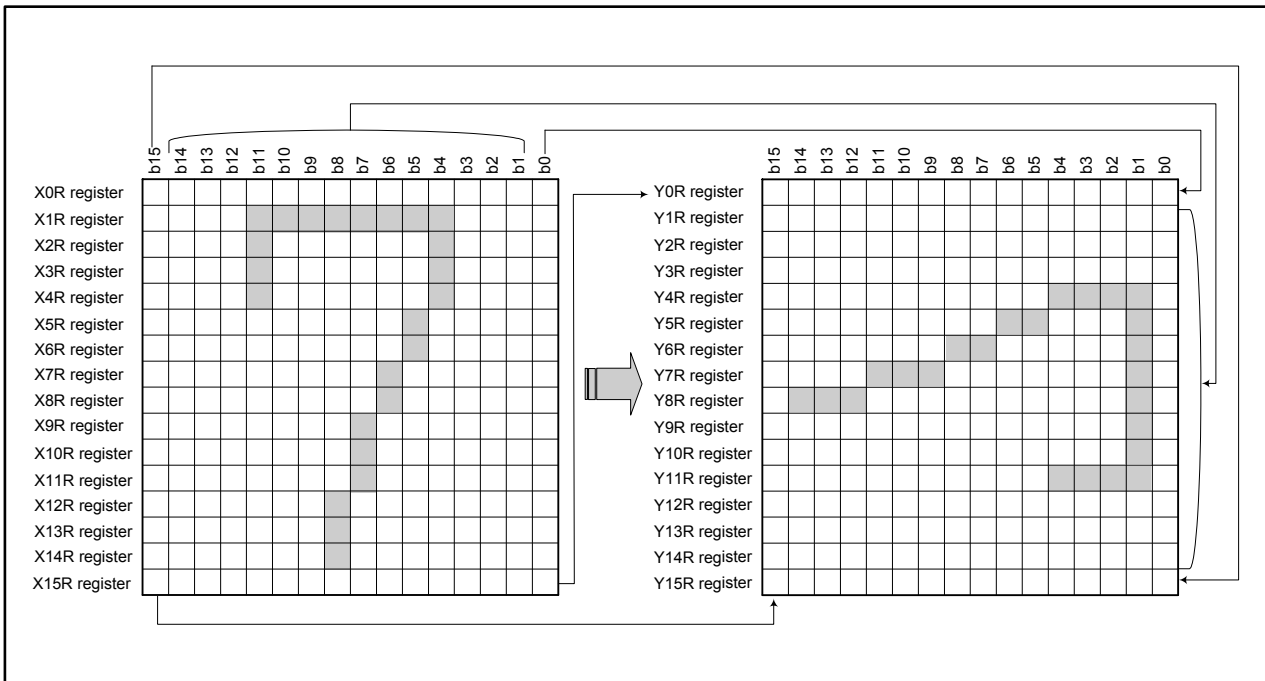 b15 b14 b13 b12 b11 b10 b9 b8 b7 b6 b5 b4 b3 b2 b1 b0
X0R register
X1R register
X2R register
X3R register
X4R register
X5R register
X6R register
X7R register
X8R register
X9R register
X10R register
X11R register
X12R register
X13R register
X14R register
X15R register
b15 b14 b13 b12 b11 b10 b9 b8 b7 b6 b5 b4 b3 b2 b1 b0
Y0R register
Y1R register
Y2R register
Y3R register
Y4R register
Y5R register
Y6R register
Y7R register
Y8R register
Y9R register
Y10R register
Y11R register
Y12R register
Y13R register
Y14R register
Y15R register